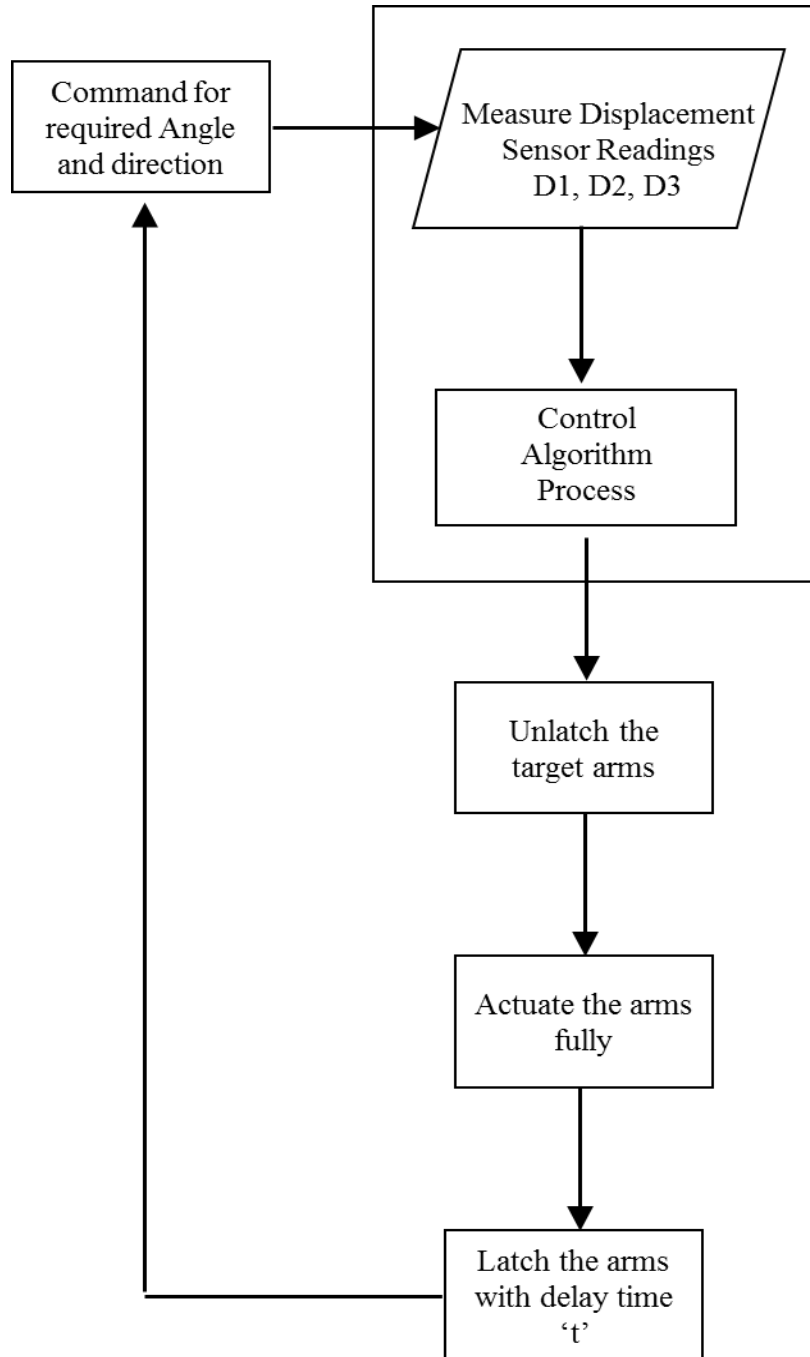 Command for
required Angle
and direction
Measure Displacement
Sensor Readings
D1, D2, D3
Control
Algorithm
Process
Unlatch the
target arms
Actuate the arms
fully
Latch the arms
with delay time
‘t’